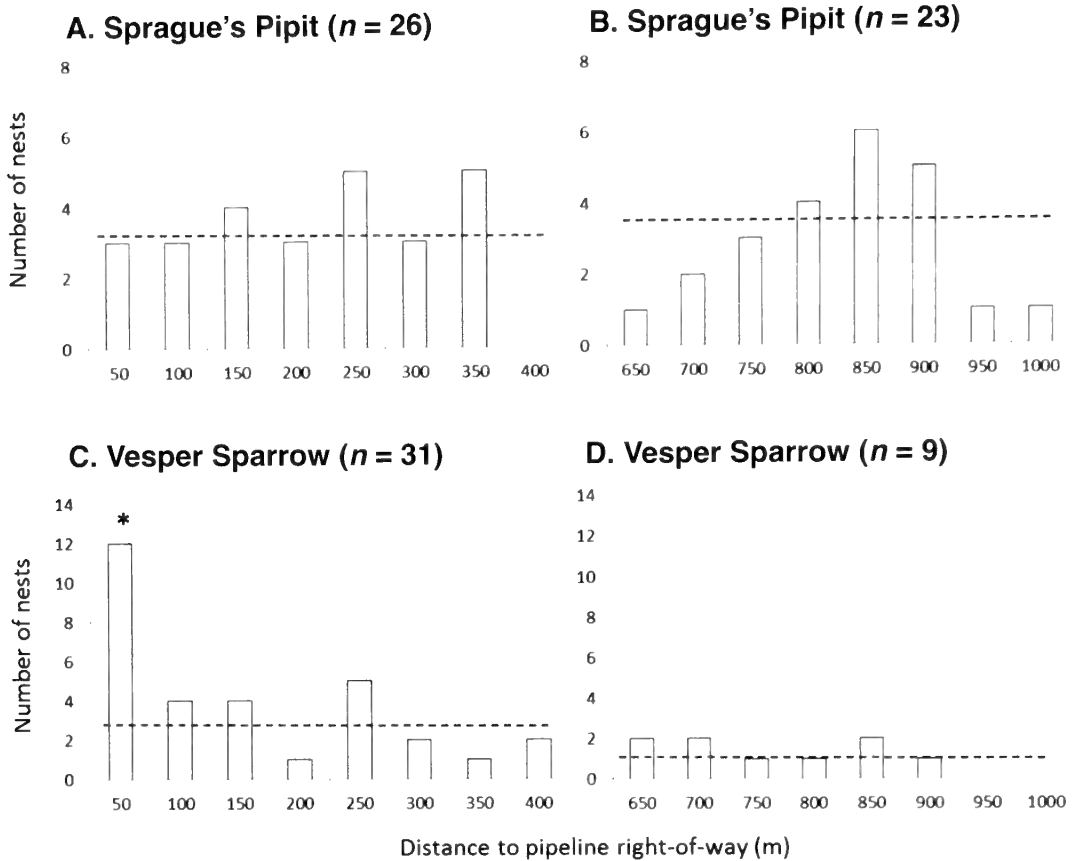 A. Sprague's Pipit (n = 26)
8
6
4
2
0
Number of nests
50 100 150 200 250 300 350 400
B. Sprague's Pipit (n = 23)
8
6
4
2
0
650 700 750 800 850 900 950 1000
C. Vesper Sparrow (n = 31)
14
12
10
8
6
4
2
0
*
Number of nests
50 100 150 200 250 300 350 400
D. Vesper Sparrow (n = 9)
14
12
10
8
6
4
2
0
650 700 750 800 850 900 950 1000
Distance to pipeline right-of-way (m)